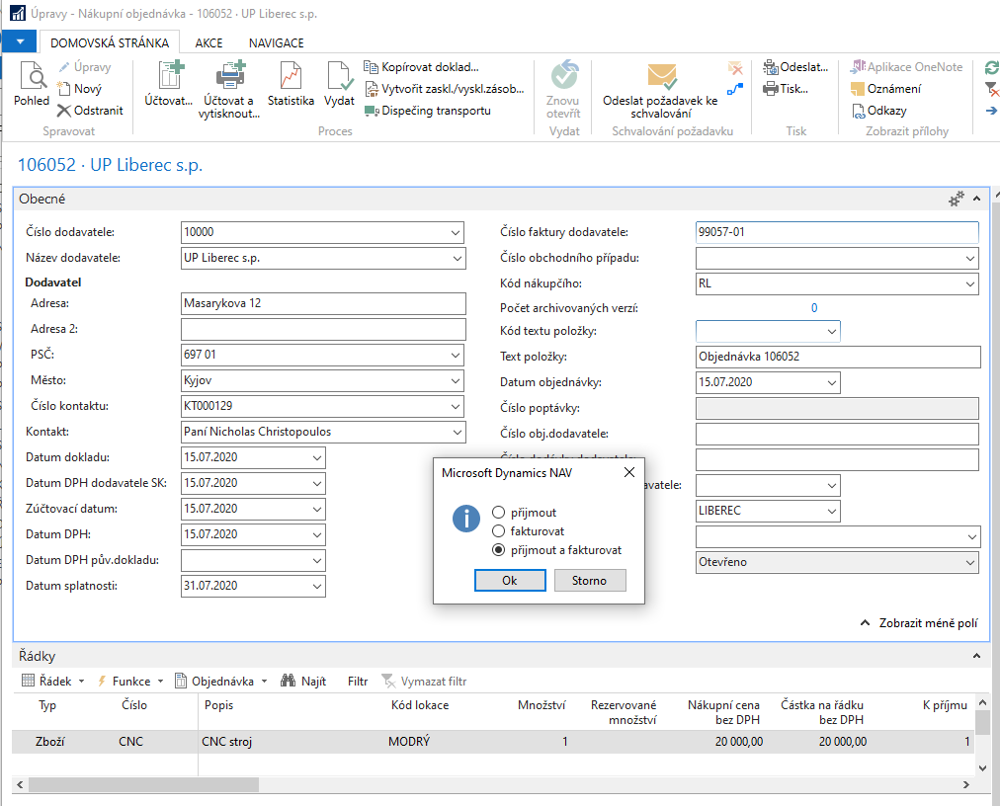 Úpravy - Nákupní objednávka - 106052 · UP Liberec s.p.
DOMOVSKÁ STRÁNKA AKCE NAVIGACE
Pohled
Úpravy
Nový
Odstranit
Spravovat
Účtovat...
Účtovat a vytisknout...
Statistika
Vydat
Kopírovat doklad...
Vytvořit zaskl./vyskl.zásob...
Dispečing transportu
Proces
Znovu otevřít
Vydat
Odeslat požadavek ke schvalování
Schvalování požadavku
Odeslat...
Tisk...
Tisk
Aplikace OneNote
Oznámení
Odkazy
Zobrazit přílohy
106052 · UP Liberec s.p.
Obecné
Číslo dodavatele: 10000
Název dodavatele: UP Liberec s.p.
Dodavatel
Adresa: Masarykova 12
Adresa 2:
PSČ: 697 01
Město: Kyjov
Číslo kontaktu: KT000129
Kontakt: Paní Nicholas Christopoulos
Datum dokladu: 15.07.2020
Datum DPH dodavatele SK: 15.07.2020
Zúčtovací datum: 15.07.2020
Datum DPH: 15.07.2020
Datum DPH pův.dokladu:
Datum splatnosti: 31.07.2020
Číslo faktury dodavatele: 99057-01
Číslo obchodního případu:
Kód nákupčího: RL
Počet archivovaných verzí: 0
Kód textu položky:
Text položky: Objednávka 106052
Datum objednávky: 15.07.2020
Číslo poptávky:
Číslo obj.dodavatele:
avatele:
LIBEREC
Otevřeno
Microsoft Dynamics NAV
přijmout
fakturovat
přijmout a fakturovat
Ok Storno
Zobrazit méně polí
Řádky
Řádek Funkce Objednávka Najít Filtr Vymazat filtr
Typ Číslo Popis Kód lokace Množství Rezervované množství Nákupní cena bez DPH Částka na řádku bez DPH K příjmu
Zboží CNC CNC stroj MODRÝ 1 20 000,00 20 000,00 1